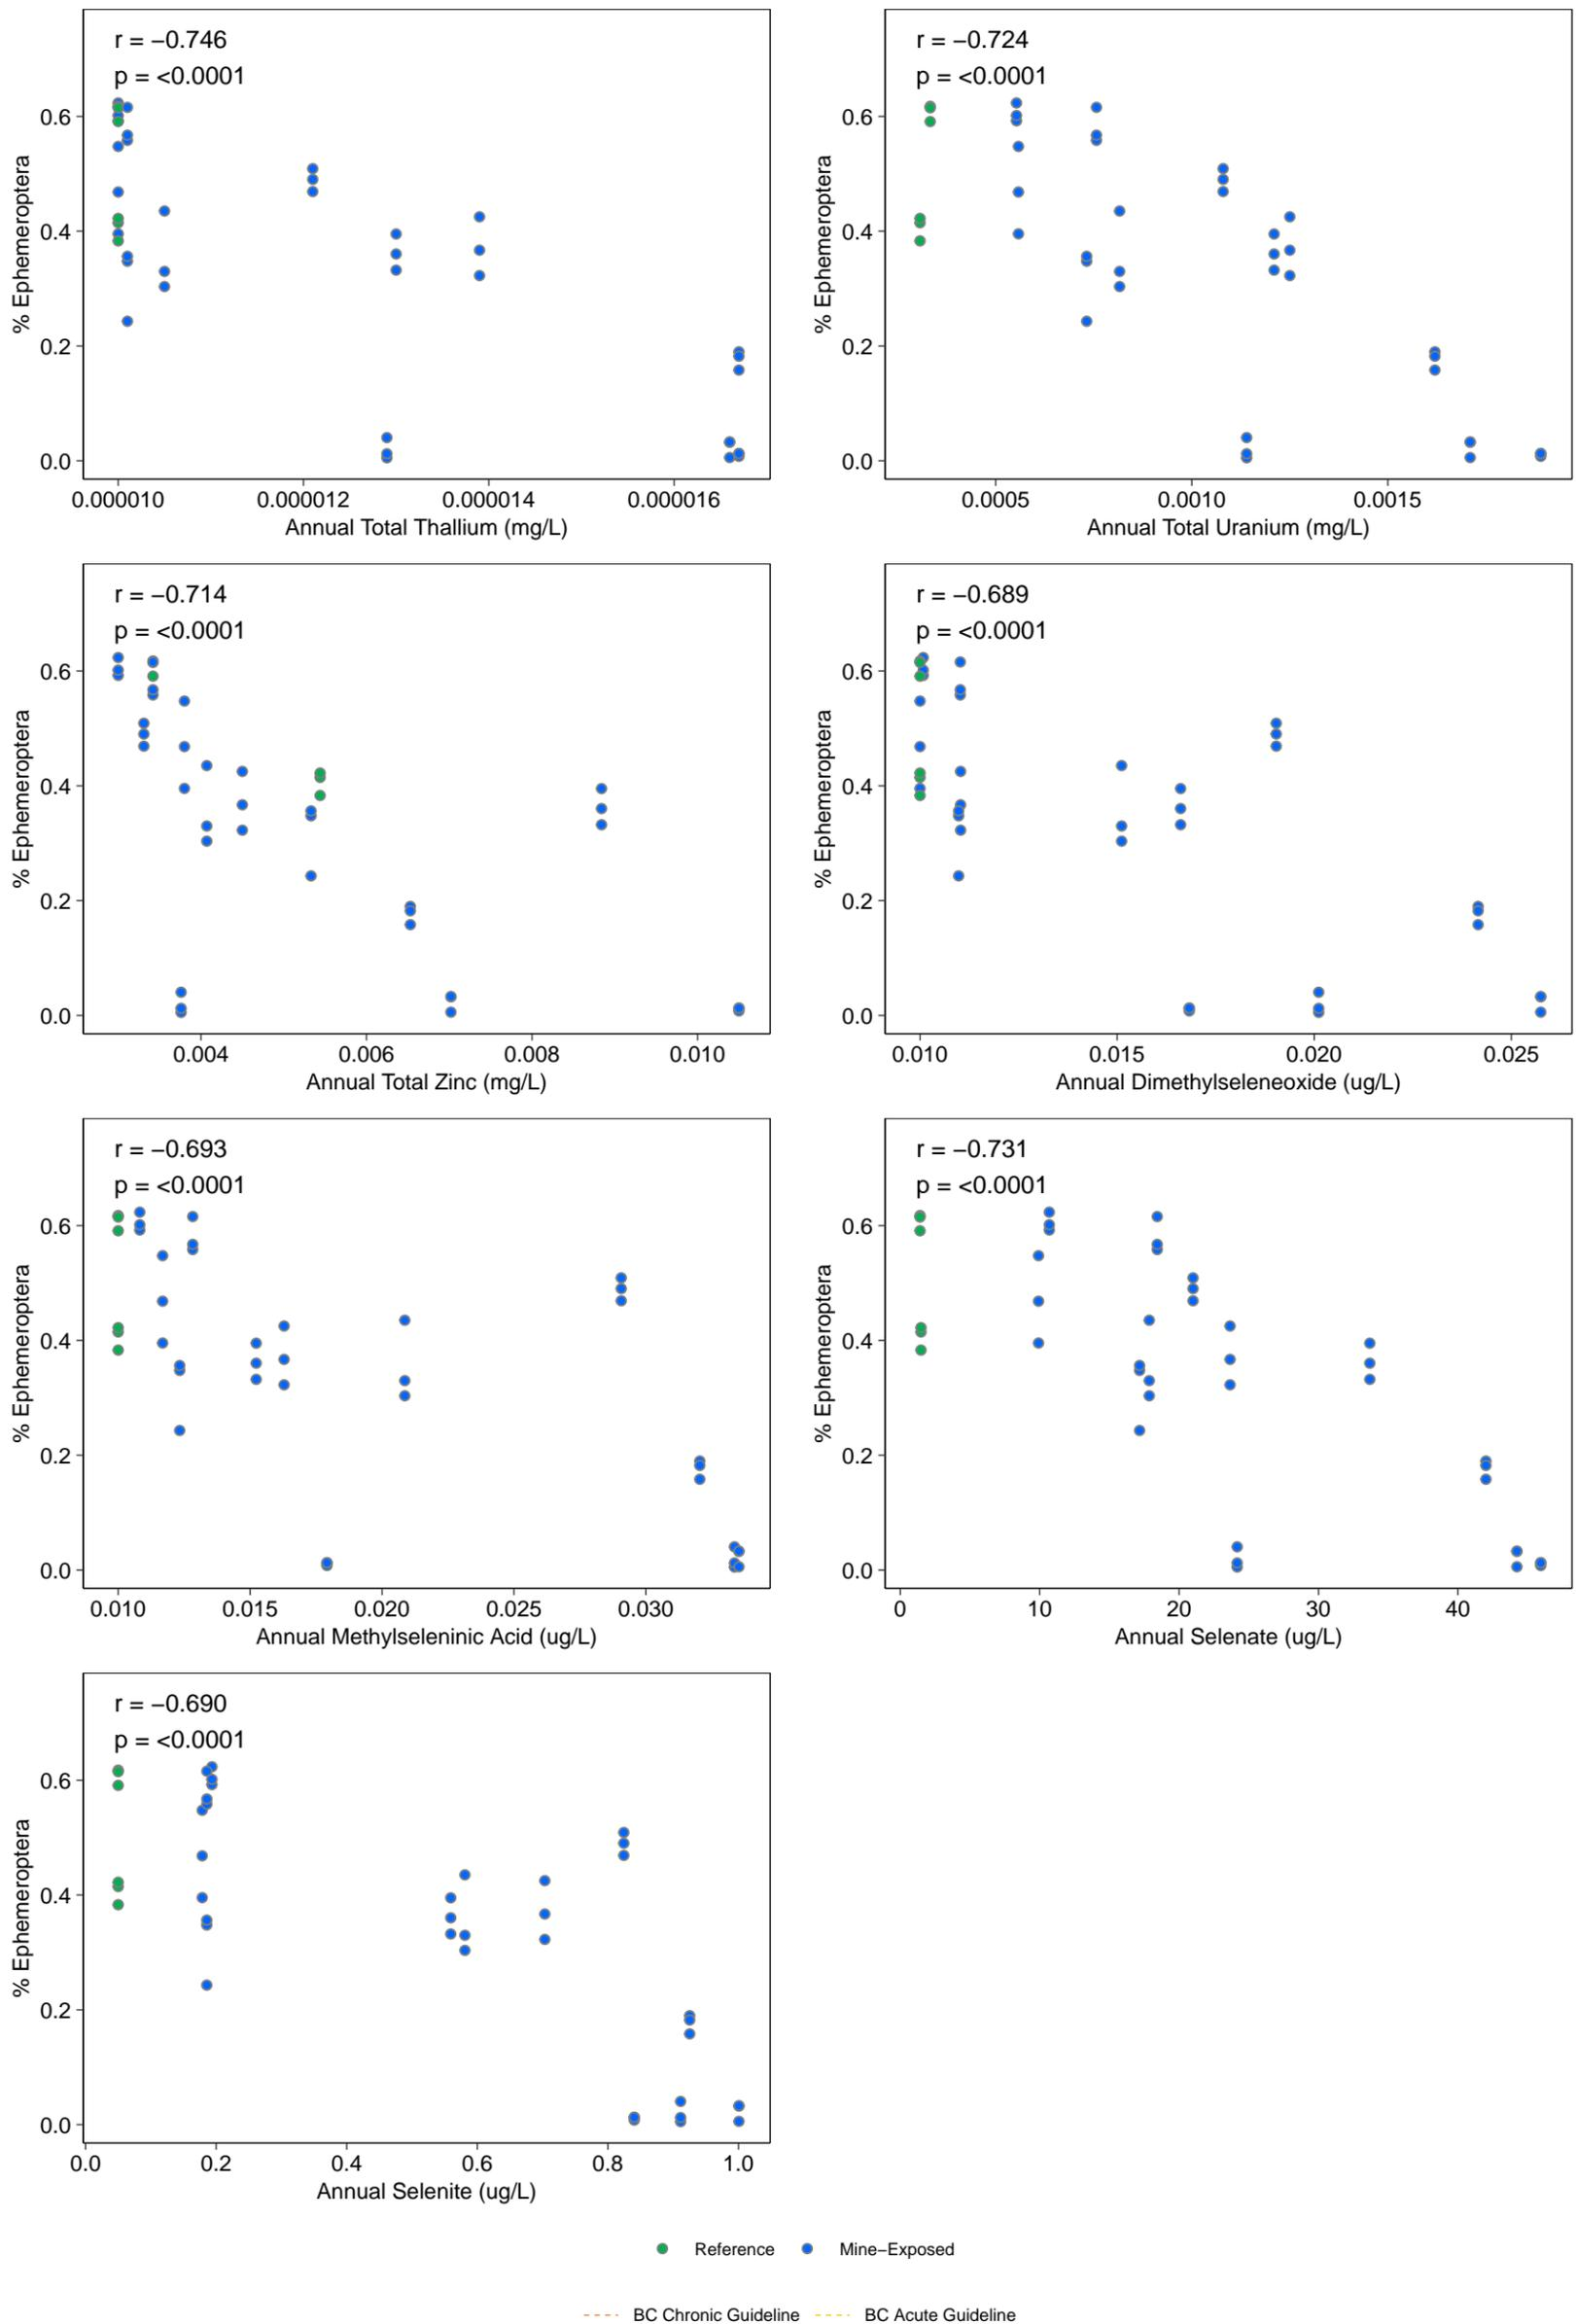 r = −0.746
p = <0.0001
% Ephemeroptera
0.6
0.4
0.2
0.0
0.000010 0.000012 0.000014 0.000016
Annual Total Thallium (mg/L)
r = −0.724
p = <0.0001
% Ephemeroptera
0.6
0.4
0.2
0.0
0.0005 0.0010 0.0015
Annual Total Uranium (mg/L)
r = −0.714
p = <0.0001
% Ephemeroptera
0.6
0.4
0.2
0.0
0.004 0.006 0.008 0.010
Annual Total Zinc (mg/L)
r = −0.689
p = <0.0001
% Ephemeroptera
0.6
0.4
0.2
0.0
0.010 0.015 0.020 0.025
Annual Dimethylseleneoxide (ug/L)
r = −0.693
p = <0.0001
% Ephemeroptera
0.6
0.4
0.2
0.0
0.010 0.015 0.020 0.025 0.030
Annual Methylseleninic Acid (ug/L)
r = −0.731
p = <0.0001
% Ephemeroptera
0.6
0.4
0.2
0.0
0 10 20 30 40
Annual Selenate (ug/L)
r = −0.690
p = <0.0001
% Ephemeroptera
0.6
0.4
0.2
0.0
0.0 0.2 0.4 0.6 0.8 1.0
Annual Selenite (ug/L)
Reference Mine−Exposed
BC Chronic Guideline BC Acute Guideline